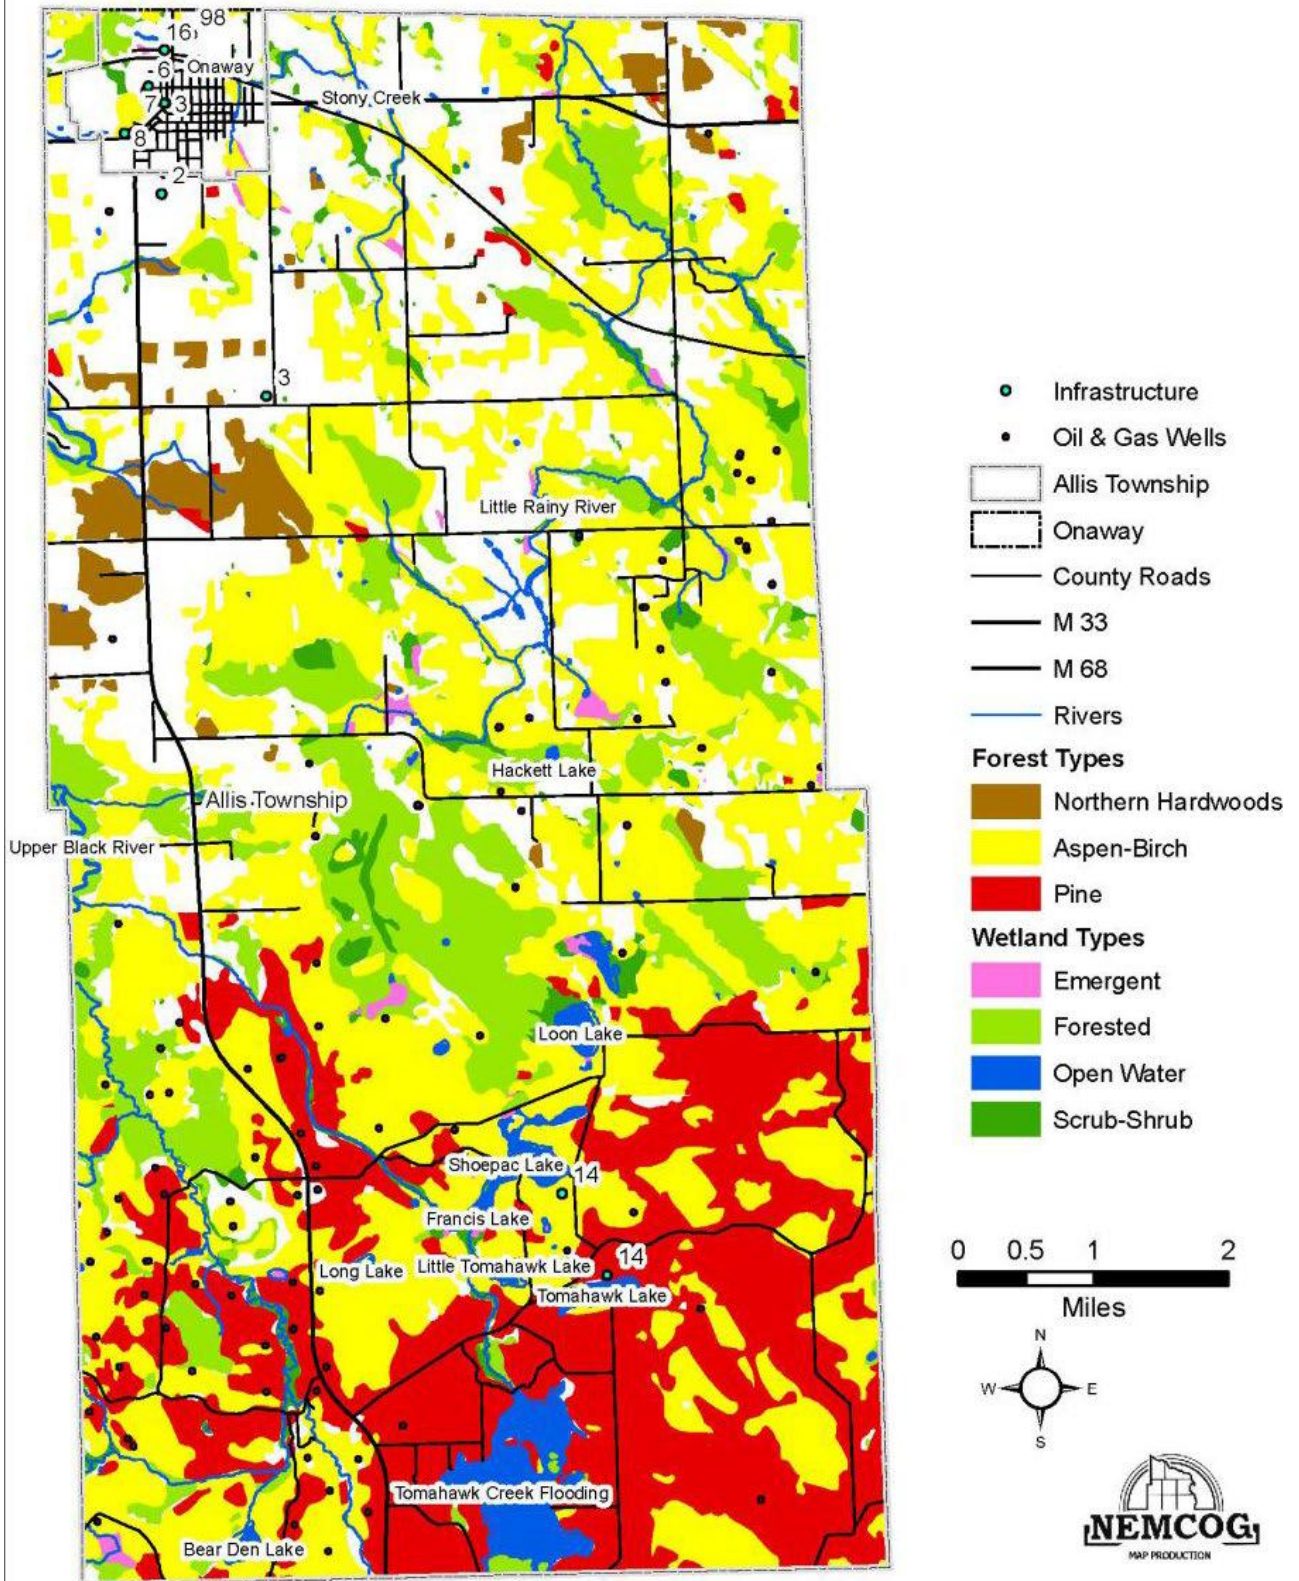 98
16
-6
Onaway
7
3
8
Stony Creek
2
3
Little Rainy River
Hackett Lake
Allis Township
Upper Black River
Loon Lake
Shoepac Lake
14
Francis Lake
Long Lake
Little Tomahawk Lake
14
Tomahawk Lake
Tomahawk Creek Flooding
Bear Den Lake
Infrastructure
Oil & Gas Wells
Allis Township
Onaway
County Roads
M 33
M 68
Rivers
Forest Types
Northern Hardwoods
Aspen-Birch
Pine
Wetland Types
Emergent
Forested
Open Water
Scrub-Shrub
0 0.5 1 2
Miles
N
W E
S
NEMCOG
MAP PRODUCTION